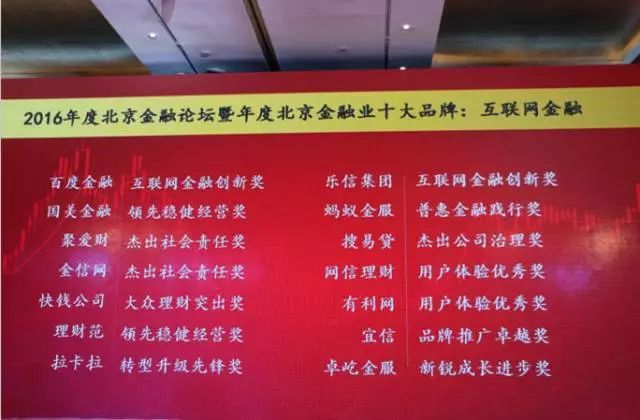 2016年度北京金融论坛暨年度北京金融业十大品牌：互联网金融
百度金融 互联网金融创新奖
国美金融 领先稳健经营奖
聚爱财 杰出社会责任奖
金信网 杰出社会责任奖
快钱公司 大众理财突出奖
理财范 领先稳健经营奖
拉卡拉 转型升级先锋奖
乐信集团 互联网金融创新奖
蚂蚁金服 普惠金融践行奖
搜易贷 杰出公司治理奖
网信理财 用户体验优秀奖
有利网 用户体验优秀奖
宜信 品牌推广卓越奖
卓屹金服 新锐成长进步奖